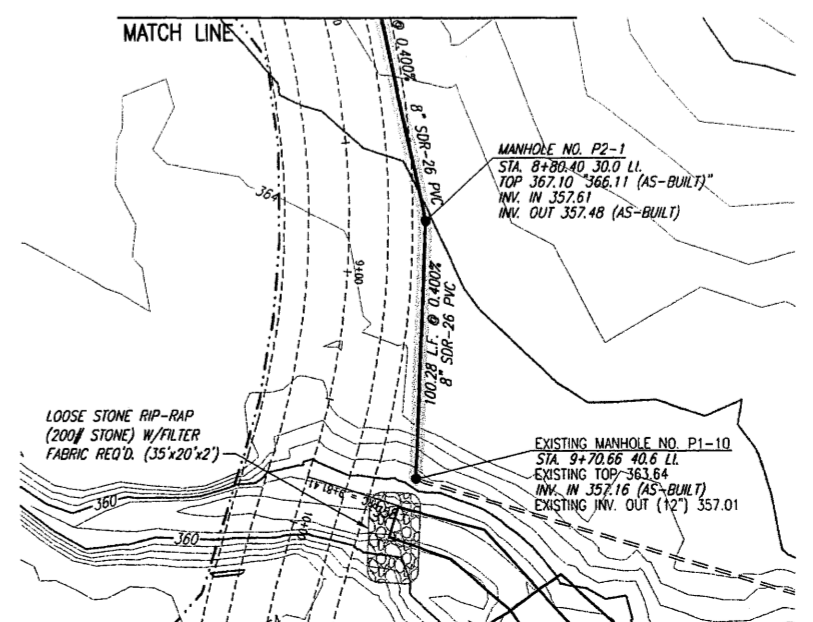 MATCH LINE
@ 0.400%
8" SDR-26 PVC
MANHOLE NO. P2-1
STA. 8+80.40 30.0 Lt.
TOP 367.10 "366.11 (AS-BUILT)"
INV. IN 357.61
INV. OUT 357.48 (AS-BUILT)
364
9+00
100.28 L.F. @ 0.400%
8" SDR-26 PVC
LOOSE STONE RIP-RAP
(200# STONE) W/FILTER
FABRIC REQ'D. (35'x20'x2')
EXISTING MANHOLE NO. P1-10
STA. 9+70.66 40.6 Lt.
EXISTING TOP 363.64
INV. IN 357.16 (AS-BUILT)
EXISTING INV. OUT (12") 357.01
360
360
10+00